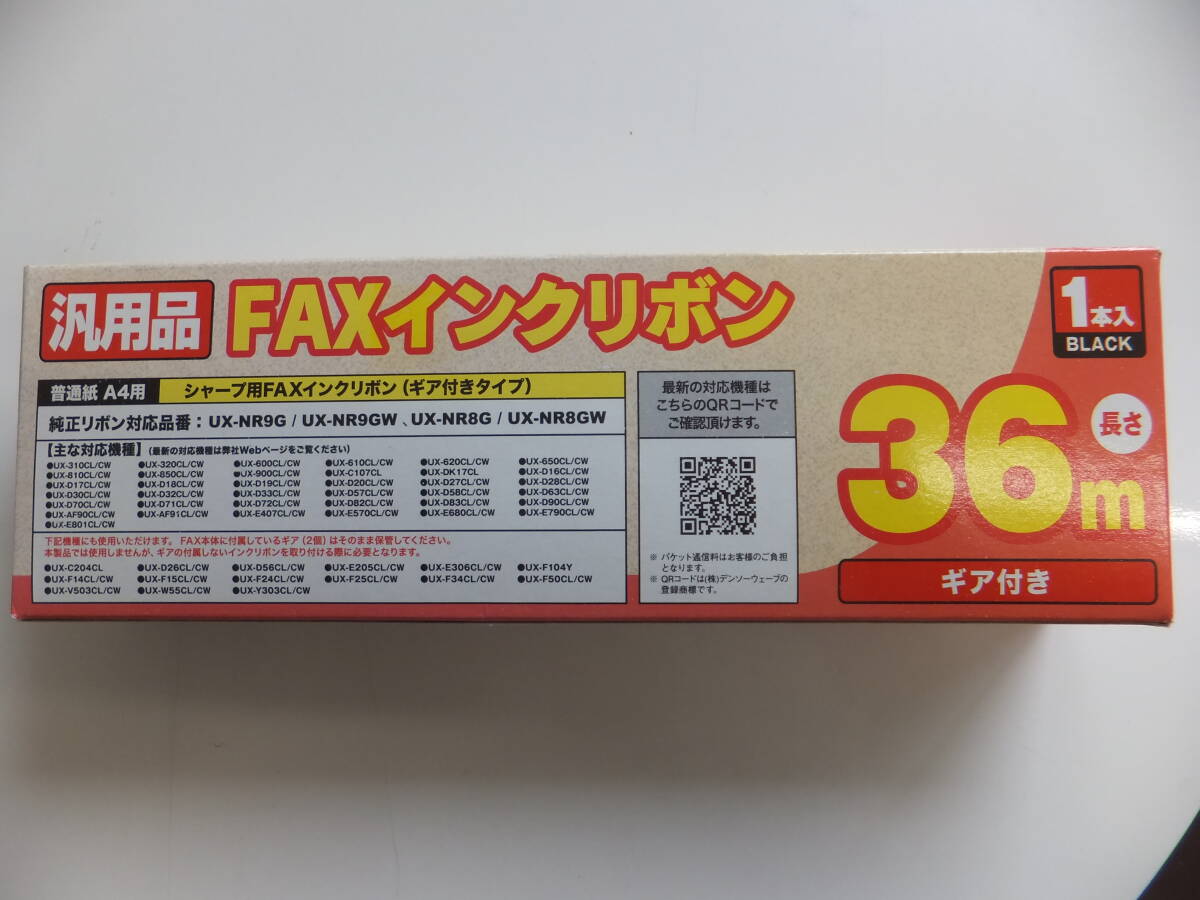 汎用品
FAXインクリボン
1本入
BLACK
普通紙 A4用 シャープ用FAXインクリボン（ギア付きタイプ）
純正リボン対応品番：UX-NR9G / UX-NR9GW 、UX-NR8G / UX-NR8GW
【主な対応機種】（最新の対応機種は弊社Webページをご覧ください）
●UX-310CL/CW ●UX-320CL/CW ●UX-600CL/CW ●UX-610CL/CW ●UX-620CL/CW ●UX-650CL/CW
●UX-810CL/CW ●UX-850CL/CW ●UX-900CL/CW ●UX-C107CL ●UX-DK17CL ●UX-D16CL/CW
●UX-D17CL/CW ●UX-D18CL/CW ●UX-D19CL/CW ●UX-D20CL/CW ●UX-D27CL/CW ●UX-D28CL/CW
●UX-D30CL/CW ●UX-D32CL/CW ●UX-D33CL/CW ●UX-D57CL/CW ●UX-D58CL/CW ●UX-D63CL/CW
●UX-D70CL/CW ●UX-D71CL/CW ●UX-D72CL/CW ●UX-D82CL/CW ●UX-D83CL/CW ●UX-D90CL/CW
●UX-AF90CL/CW ●UX-AF91CL/CW ●UX-E407CL/CW ●UX-E570CL/CW ●UX-E680CL/CW ●UX-E790CL/CW
●UX-E801CL/CW
下記機種にも使用いただけます。 FAX本体に付属しているギア（2個）はそのまま保管してください。
本製品では使用しませんが、ギアの付属しないインクリボンを取り付ける際に必要となります。
●UX-C204CL ●UX-D26CL/CW ●UX-D56CL/CW ●UX-E205CL/CW ●UX-E306CL/CW ●UX-F104Y
●UX-F14CL/CW ●UX-F15CL/CW ●UX-F24CL/CW ●UX-F25CL/CW ●UX-F34CL/CW ●UX-F50CL/CW
●UX-V503CL/CW ●UX-W55CL/CW ●UX-Y303CL/CW
最新の対応機種は
こちらのQRコードで
ご確認頂けます。
※ パケット通信料はお客様のご負担
となります。
※ QRコードは(株)デンソーウェーブの
登録商標です。
長さ
36m
ギア付き